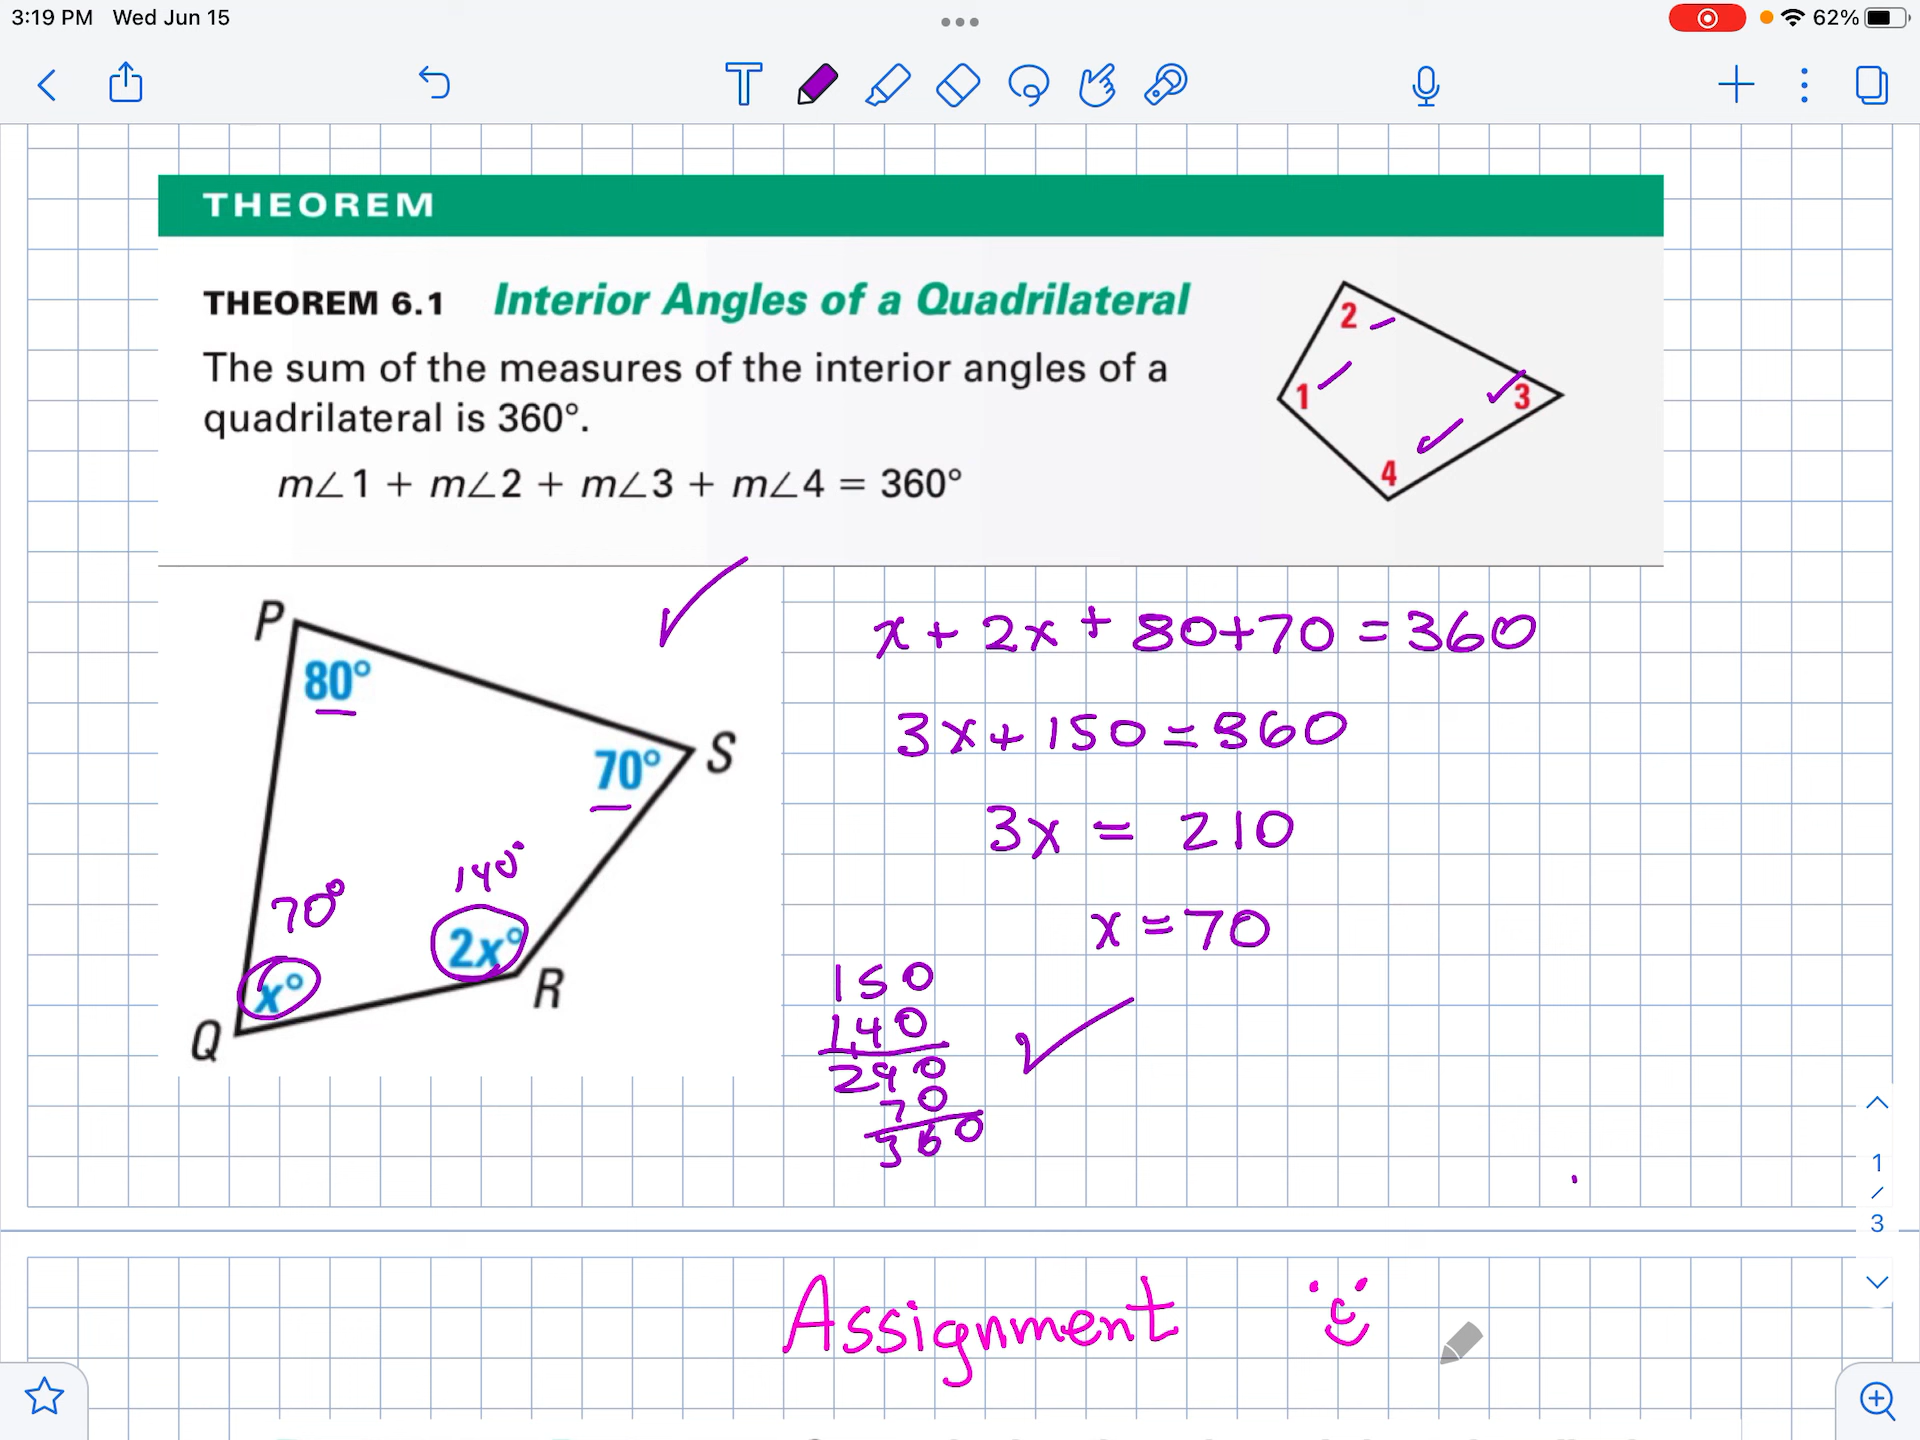 3:19 PM Wed Jun 15
62%
THEOREM
THEOREM 6.1 Interior Angles of a Quadrilateral
The sum of the measures of the interior angles of a
quadrilateral is 360°.
m∠1 + m∠2 + m∠3 + m∠4 = 360°
2
1
3
4
P
80°
S
70°
140°
70°
2x°
x°
R
Q
x + 2x + 80+70 = 360
3x+150=360
3x = 210
x=70
150
140
290
70
360
1
/
3
Assignment